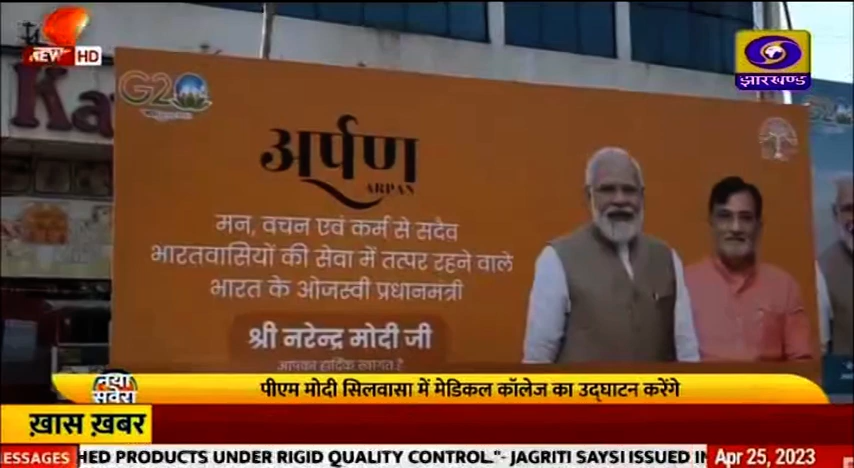 NEWS HD
झारखण्ड
Ka
G20
अर्पण
ARPAN
मन, वचन एवं कर्म से सदैव
भारतवासियों की सेवा में तत्पर रहने वाले
भारत के ओजस्वी प्रधानमंत्री
श्री नरेन्द्र मोदी जी
आपका हार्दिक स्वागत है
नया
सवेरा
पीएम मोदी सिलवासा में मेडिकल कॉलेज का उद्घाटन करेंगे
ख़ास ख़बर
ESSAGES
HED PRODUCTS UNDER RIGID QUALITY CONTROL."- JAGRITI SAYSI ISSUED IN
Apr 25, 2023